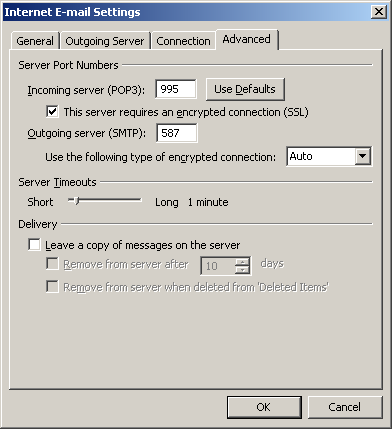 Internet E-mail Settings
General Outgoing Server Connection Advanced
Server Port Numbers
Incoming server (POP3): 995 Use Defaults
This server requires an encrypted connection (SSL)
Outgoing server (SMTP): 587
Use the following type of encrypted connection: Auto
Server Timeouts
Short Long 1 minute
Delivery
Leave a copy of messages on the server
Remove from server after 10 days
Remove from server when deleted from 'Deleted Items'
OK Cancel